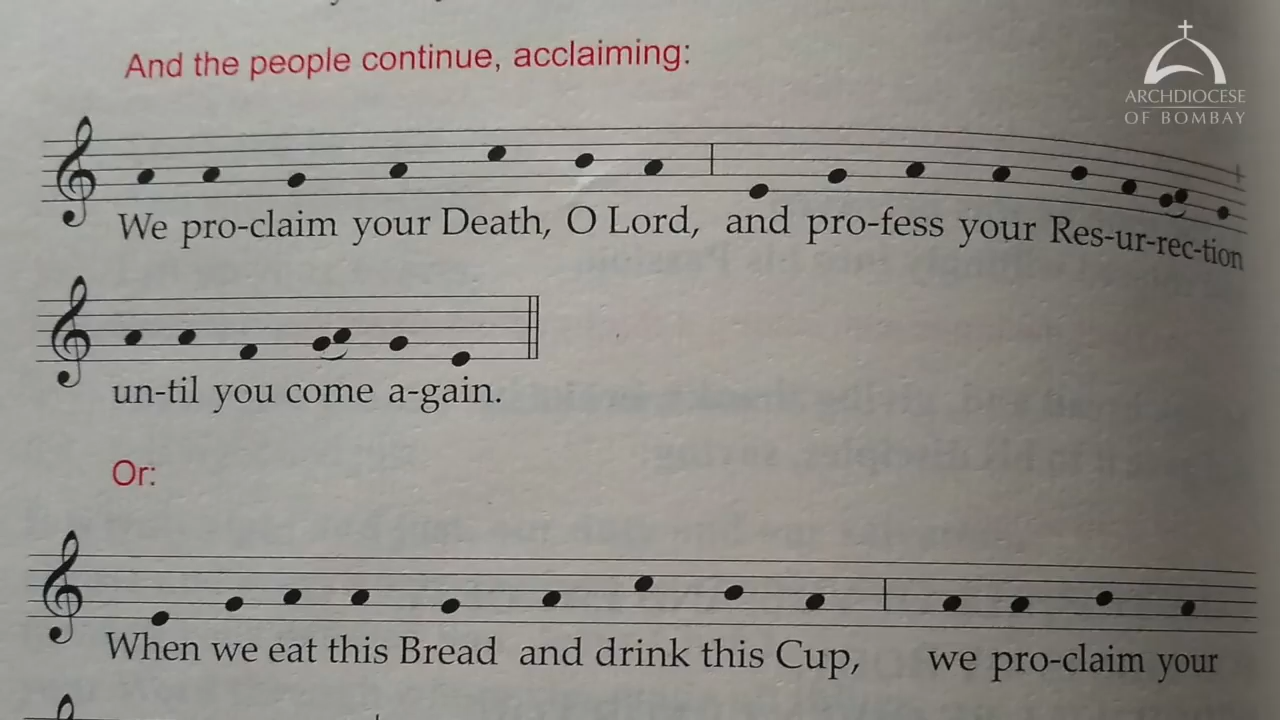 And the people continue, acclaiming:
ARCHDIOCESE
OF BOMBAY
We pro-claim your Death, O Lord, and pro-fess your Res-ur-rec-tion
un-til you come a-gain.
Or:
When we eat this Bread and drink this Cup, we pro-claim your